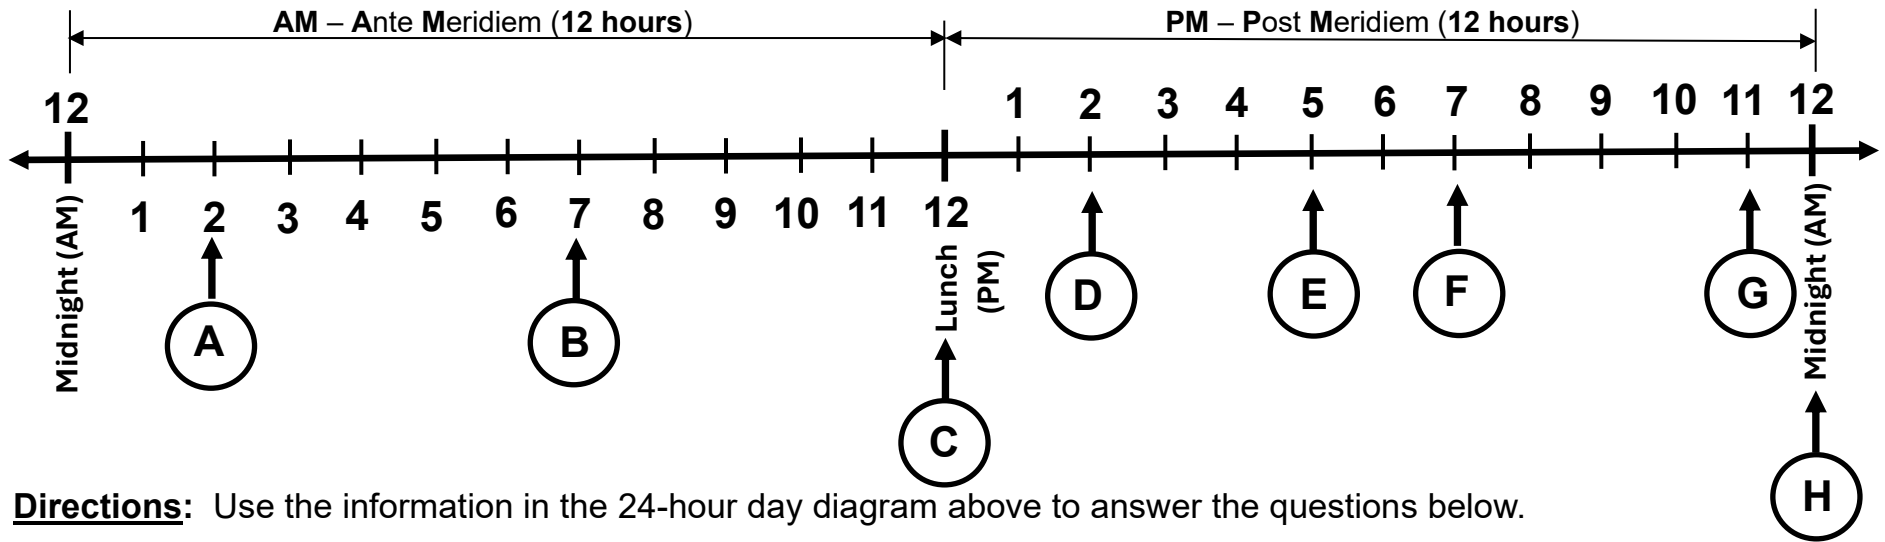 AM – Ante Meridiem (12 hours)
PM – Post Meridiem (12 hours)
12
1 2 3 4 5 6 7 8 9 10 11 12
1 2 3 4 5 6 7 8 9 10 11 12
Midnight (AM)
Lunch
(PM)
Midnight (AM)
A
B
C
D
E
F
G
H
Directions: Use the information in the 24-hour day diagram above to answer the questions below.